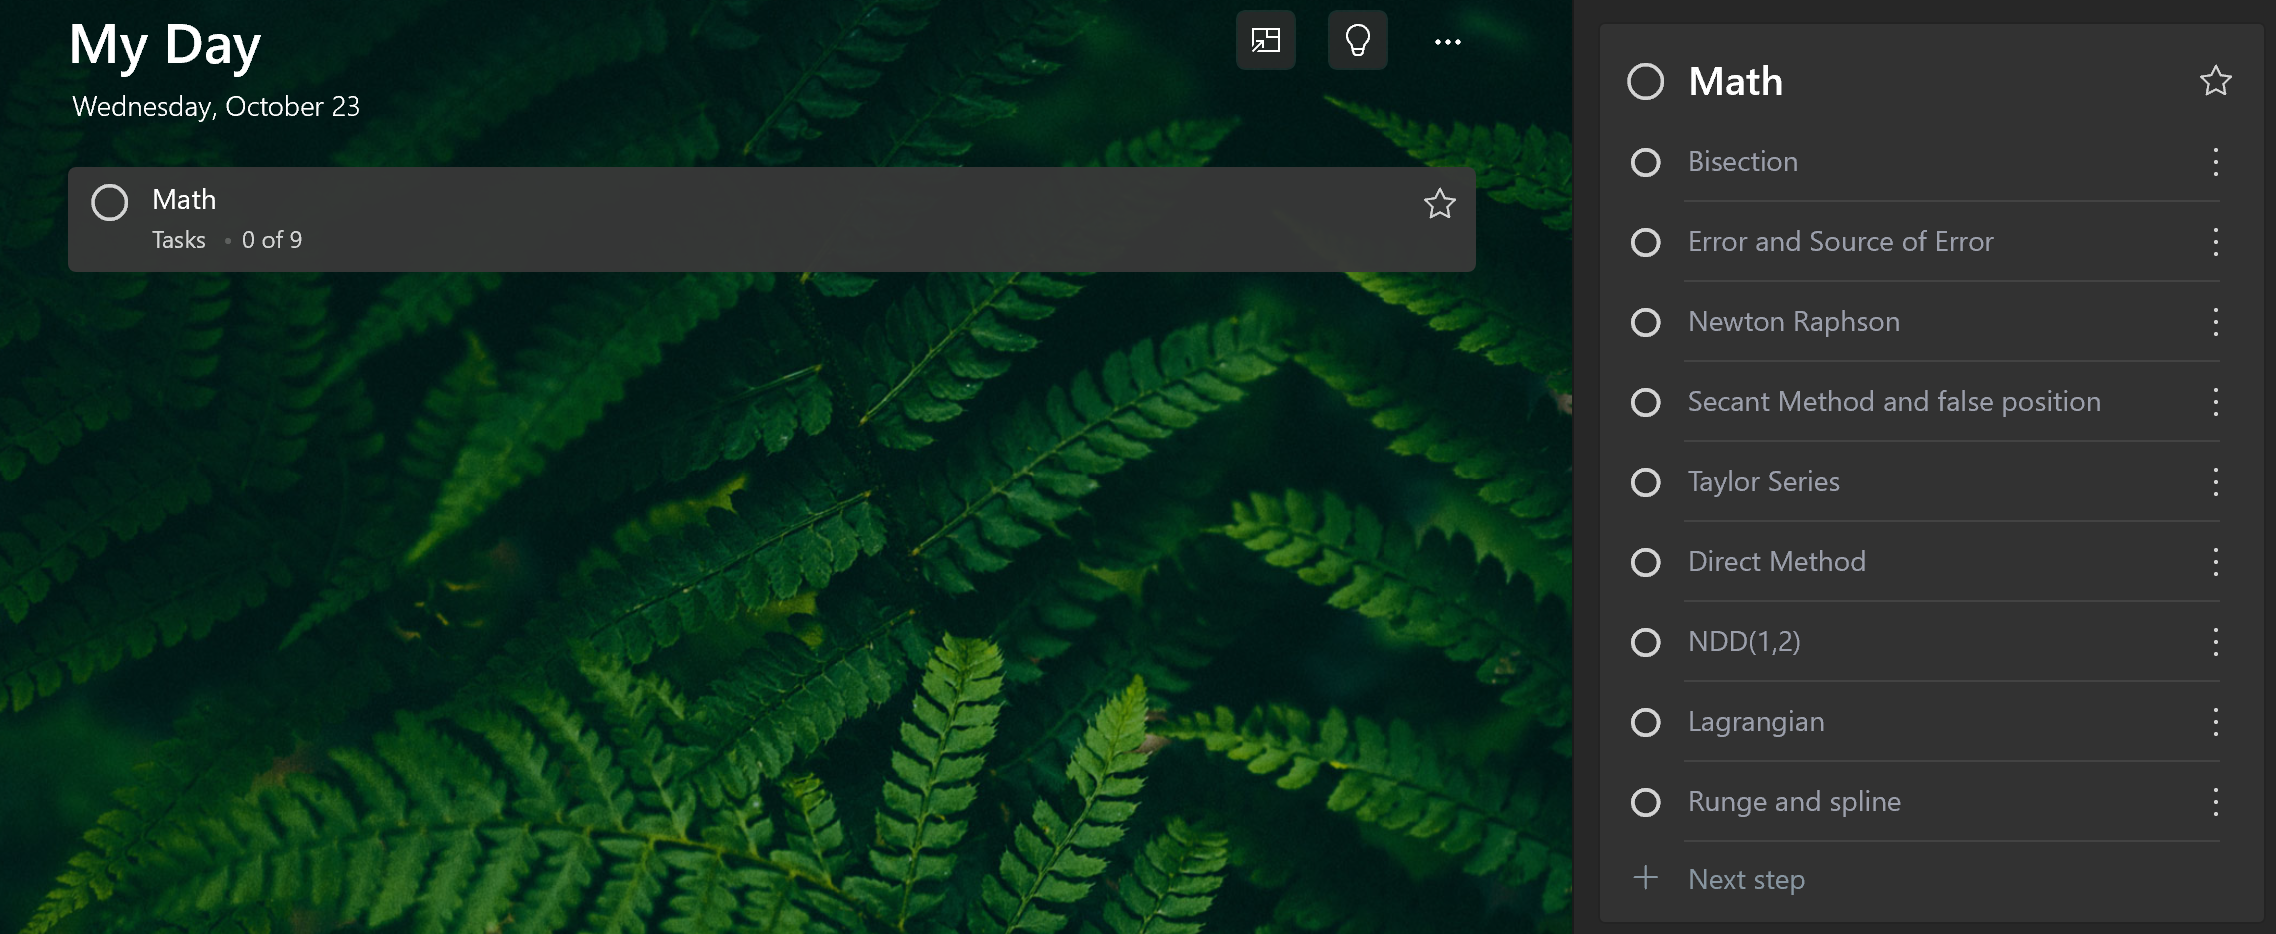 My Day
Wednesday, October 23
Math
Tasks • 0 of 9
Math
Bisection
Error and Source of Error
Newton Raphson
Secant Method and false position
Taylor Series
Direct Method
NDD(1,2)
Lagrangian
Runge and spline
Next step